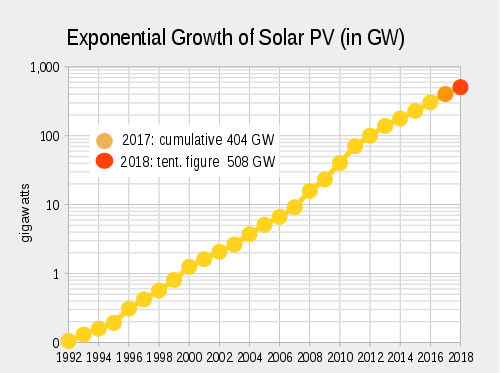 Exponential Growth of Solar PV (in GW)
1,000
2017: cumulative 404 GW
2018: tent. figure 508 GW
100
10
1
0
gigawatts
1992 1994 1996 1998 2000 2002 2004 2006 2008 2010 2012 2014 2016 2018